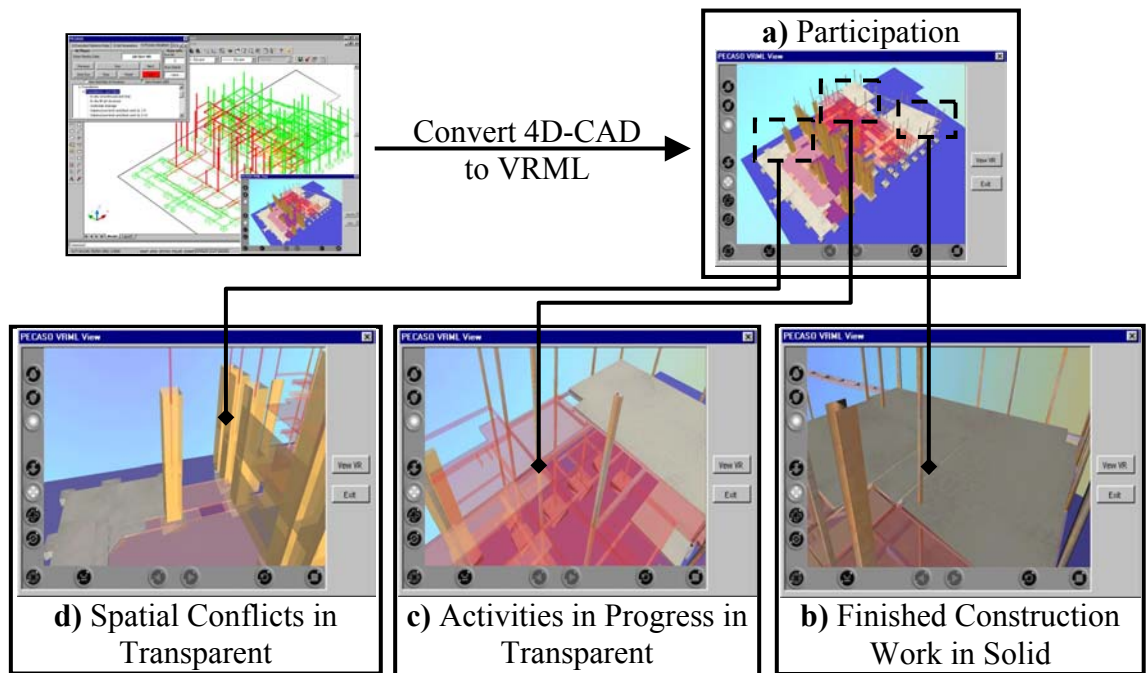 PECASO
a) Participation
PECASO VRML View
Convert 4D-CAD
to VRML
View VR
Exit
PECASO VRML View
View VR
Exit
d) Spatial Conflicts in
Transparent
PECASO VRML View
View VR
Exit
c) Activities in Progress in
Transparent
PECASO VRML View
View VR
Exit
b) Finished Construction
Work in Solid